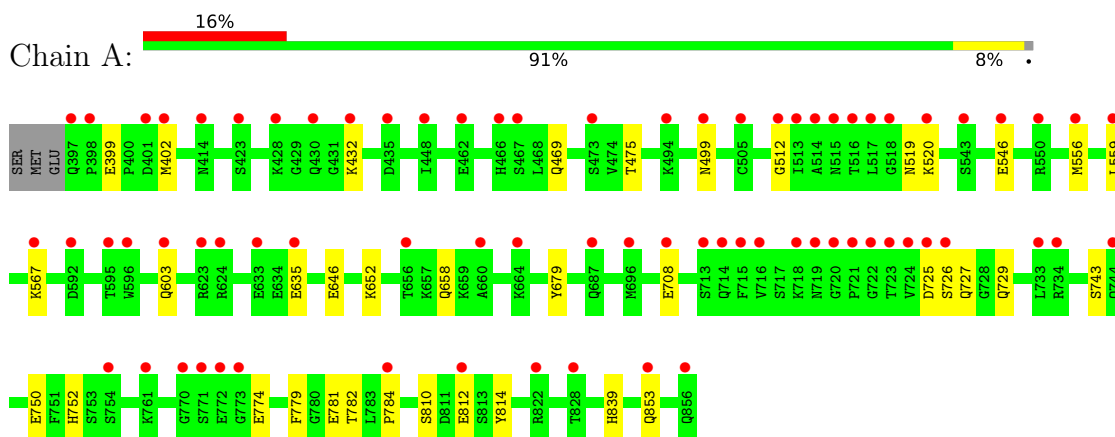 16%
Chain A:
91% 8% •
SER MET GLU Q397 P398 E399 P400 D401 M402 N414 S423 K428 G429 Q430 G431 K432 D435 I448 E462 H466 S467 L468 Q469 S473 V474 T475 K494 N499 C505 G512 I513 A514 N515 T516 L517 G518 N519 K520 S543 E546 R550 M556 L559
K567 D592 T595 W596 Q603 R623 R624 E633 E634 E635 E646 K652 T656 K657 Q658 K659 A660 K664 Y679 Q687 M696 E708 S713 Q714 F715 V716 S717 K718 N719 G720 P721 G722 T723 V724 D725 S726 Q727 G728 Q729 L733 R734 S743
E750 F751 H752 S753 S754 K761 G770 S771 E772 G773 E774 F779 G780 E781 T782 L783 P784 S810 D811 E812 S813 Y814 R822 T828 H839 Q853 Q856